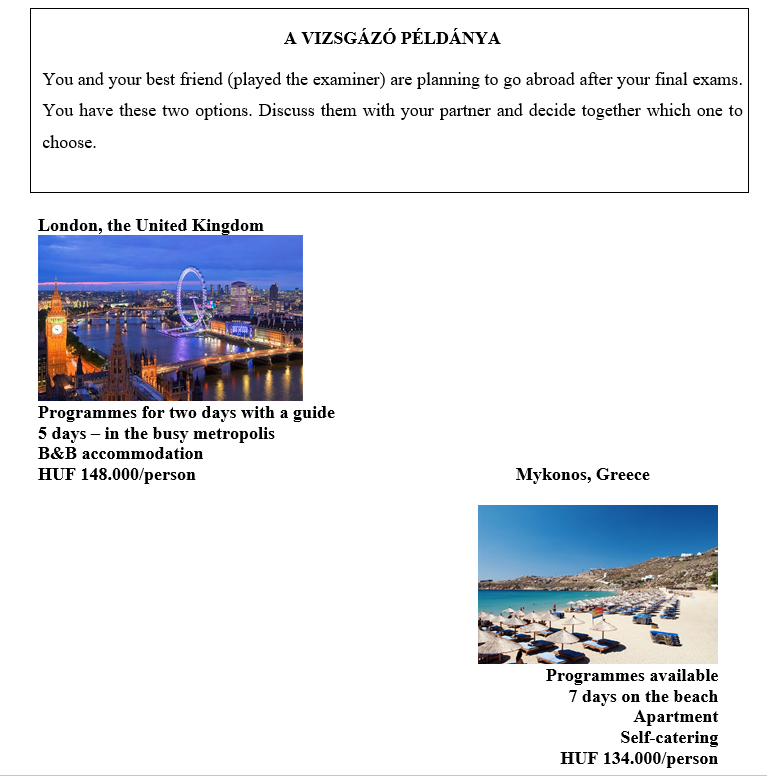 A VIZSGÁZÓ PÉLDÁNYA
You and your best friend (played the examiner) are planning to go abroad after your final exams.
You have these two options. Discuss them with your partner and decide together which one to
choose.
London, the United Kingdom
Programmes for two days with a guide
5 days – in the busy metropolis
B&B accommodation
HUF 148.000/person
Mykonos, Greece
Programmes available
7 days on the beach
Apartment
Self-catering
HUF 134.000/person